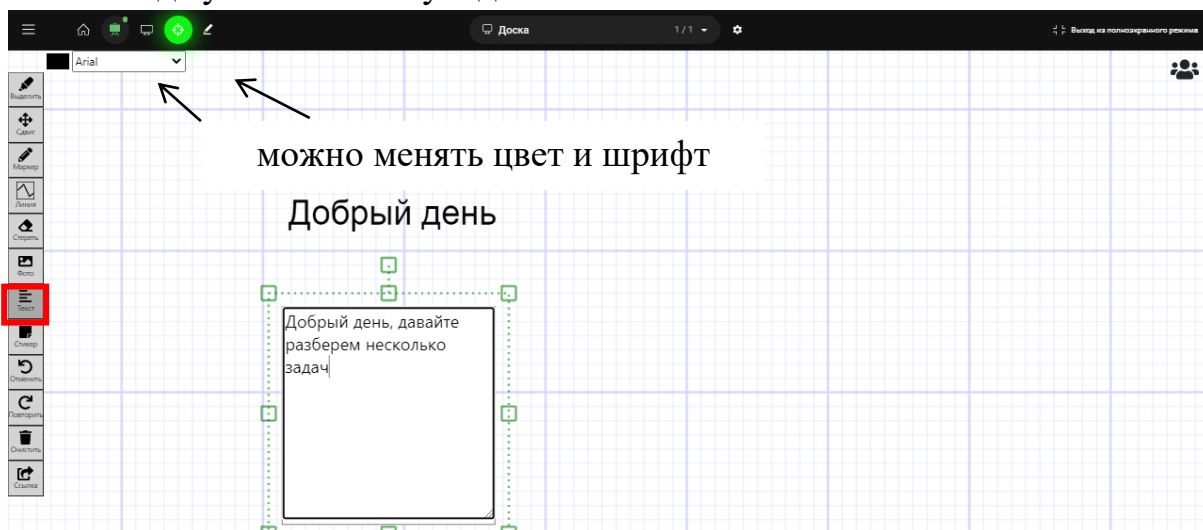 Доска
1/1
Выход из полноэкранного режима
Arial
Выделить
Сдвиг
Маркер
Линия
Стереть
Фото
Текст
Стикер
Отменить
Повторить
Очистить
Ссылка
можно менять цвет и шрифт
Добрый день
Добрый день, давайте
разберем несколько
задач